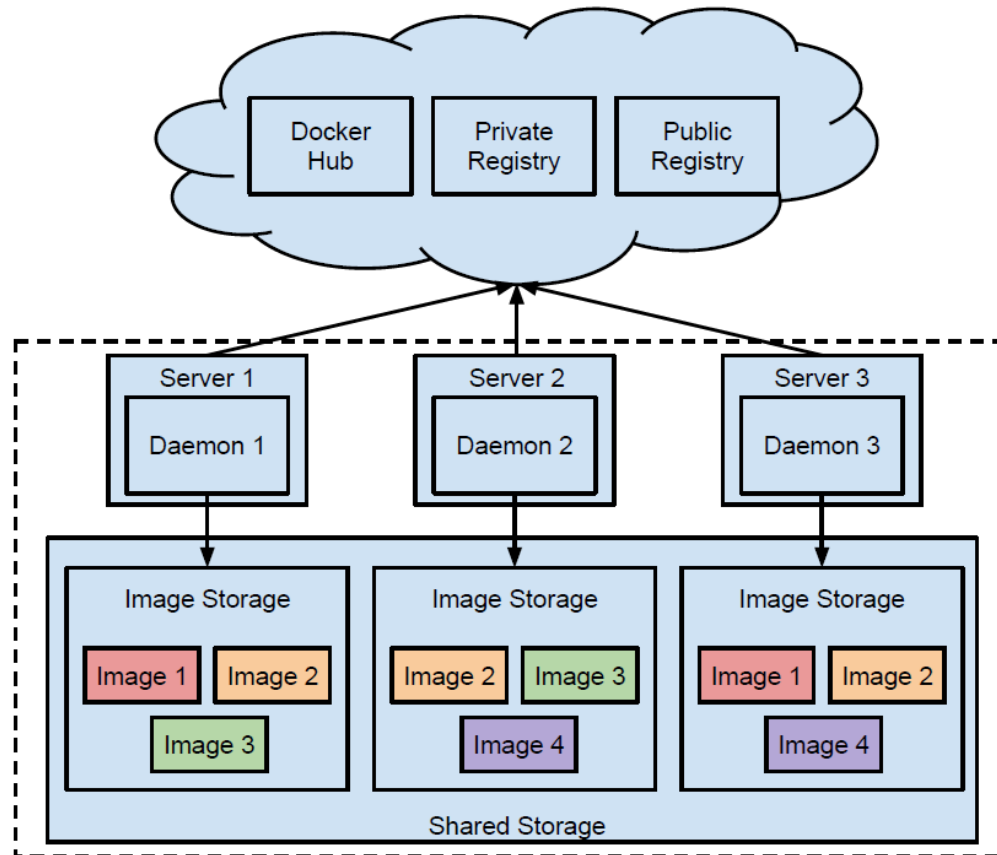 Docker
Hub
Private
Registry
Public
Registry
Server 1
Server 2
Server 3
Daemon 1
Daemon 2
Daemon 3
Image Storage
Image 1
Image 2
Image 3
Image Storage
Image 2
Image 3
Image 4
Image Storage
Image 1
Image 2
Image 4
Shared Storage